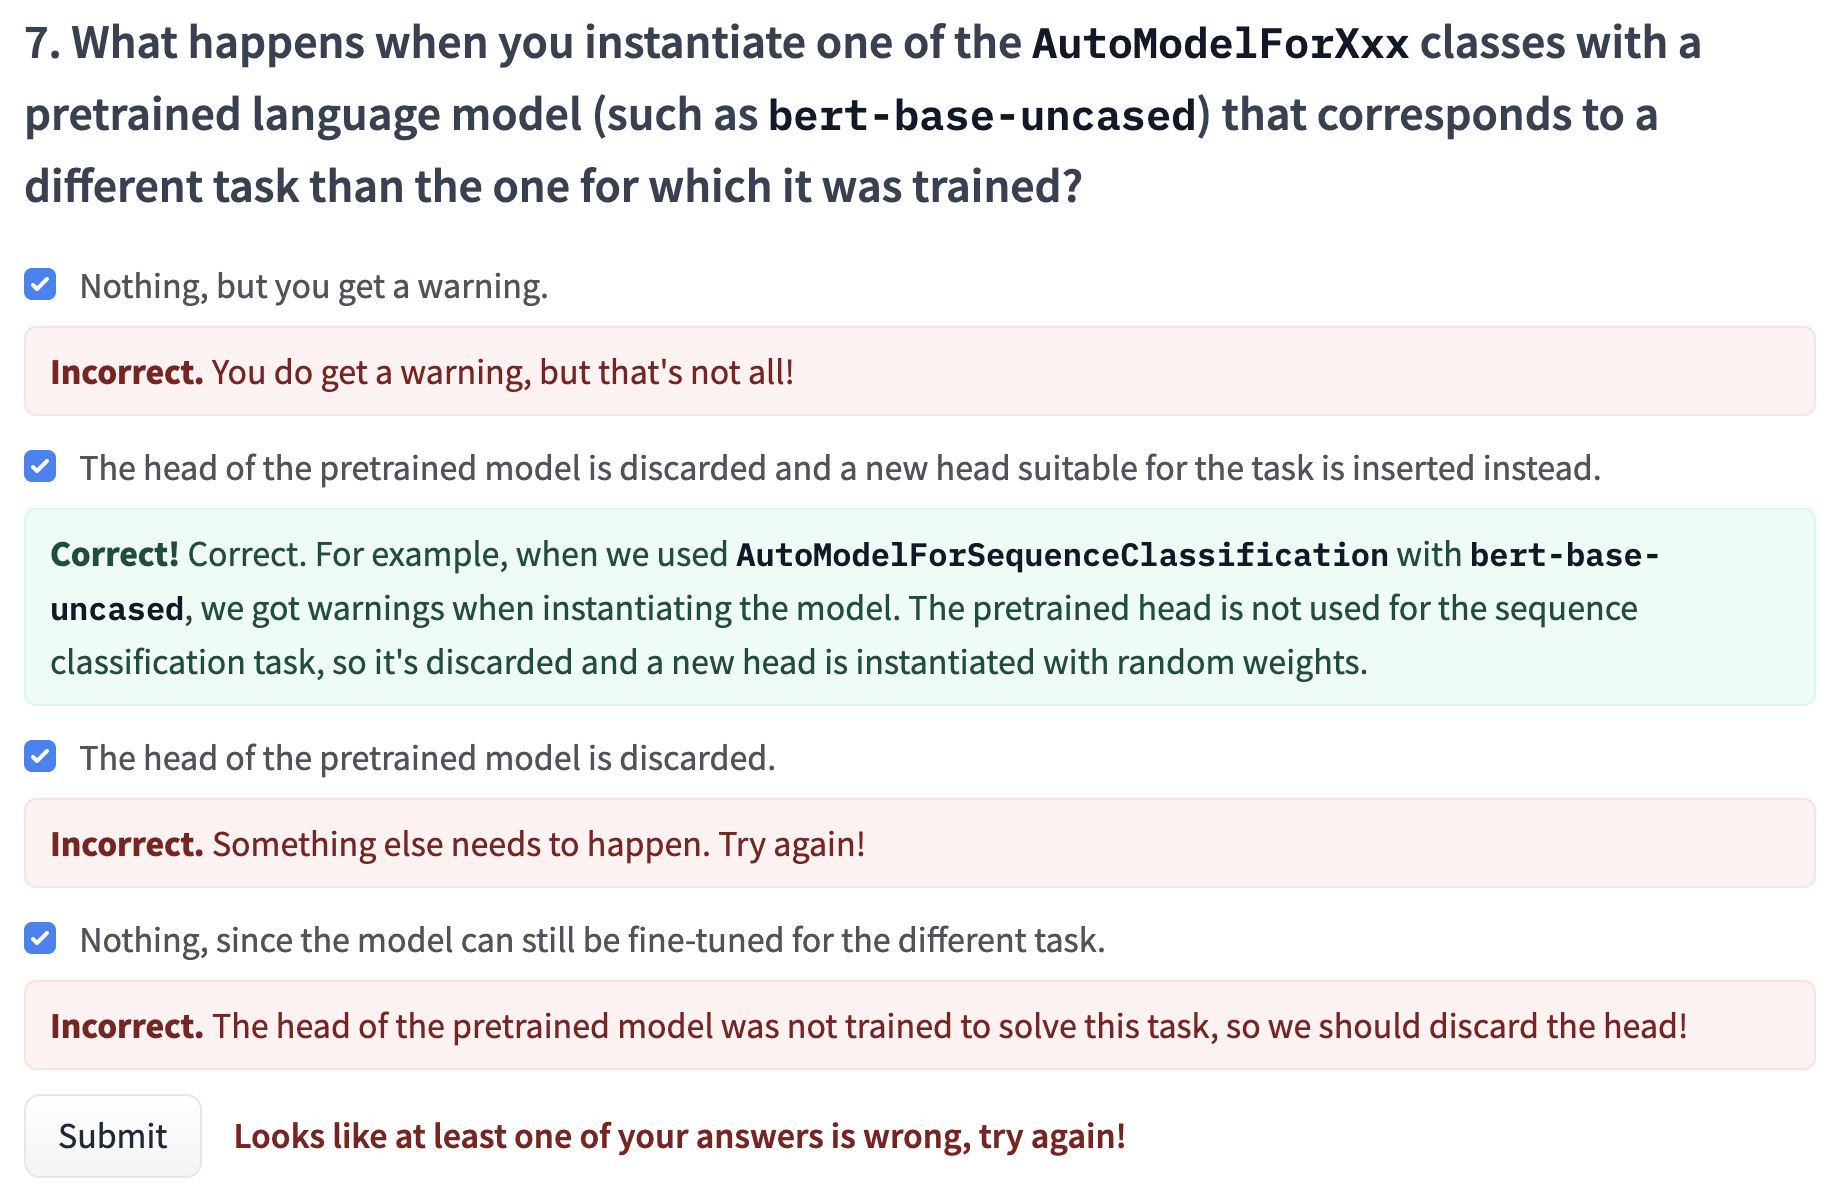 7. What happens when you instantiate one of the AutoModelForXxx classes with a
pretrained language model (such as bert-base-uncased) that corresponds to a
different task than the one for which it was trained?
Nothing, but you get a warning.
Incorrect. You do get a warning, but that's not all!
The head of the pretrained model is discarded and a new head suitable for the task is inserted instead.
Correct! Correct. For example, when we used AutoModelForSequenceClassification with bert-base-
uncased, we got warnings when instantiating the model. The pretrained head is not used for the sequence
classification task, so it's discarded and a new head is instantiated with random weights.
The head of the pretrained model is discarded.
Incorrect. Something else needs to happen. Try again!
Nothing, since the model can still be fine-tuned for the different task.
Incorrect. The head of the pretrained model was not trained to solve this task, so we should discard the head!
Submit Looks like at least one of your answers is wrong, try again!